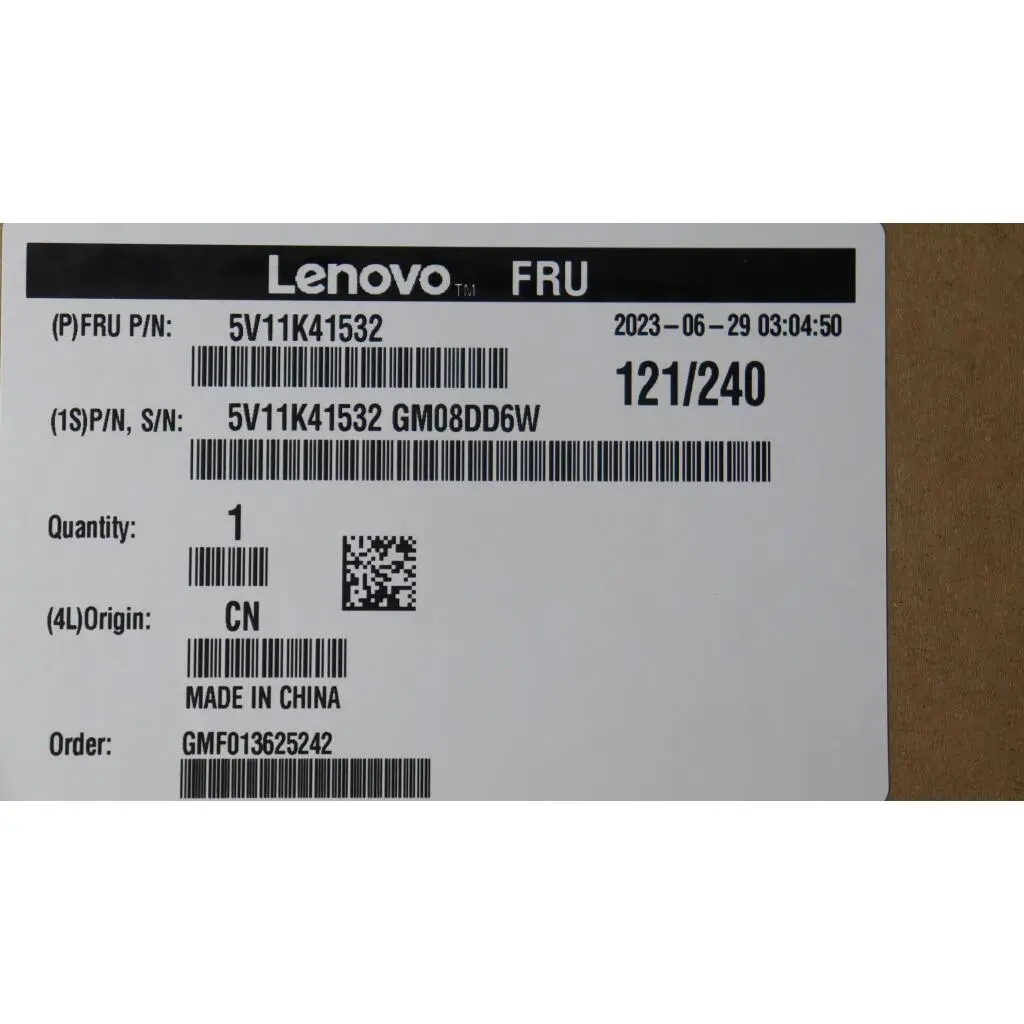 Lenovo™ FRU
(P)FRU P/N: 5V11K41532 2023-06-29 03:04:50
121/240
(1S)P/N, S/N: 5V11K41532 GM08DD6W
Quantity: 1
(4L)Origin: CN
MADE IN CHINA
Order: GMF013625242